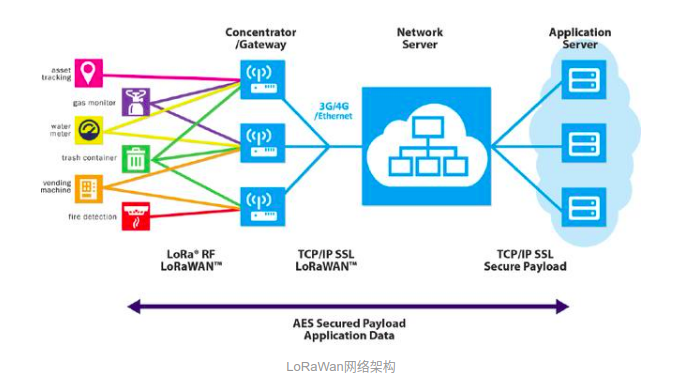 Concentrator
/Gateway
Network
Server
Application
Server
asset
tracking
gas monitor
water
meter
trash container
vending
machine
fire detection
3G/4G
/Ethernet
LoRa® RF
LoRaWAN™
TCP/IP SSL
LoRaWAN™
TCP/IP SSL
Secure Payload
AES Secured Payload
Application Data
LoRaWan网络架构